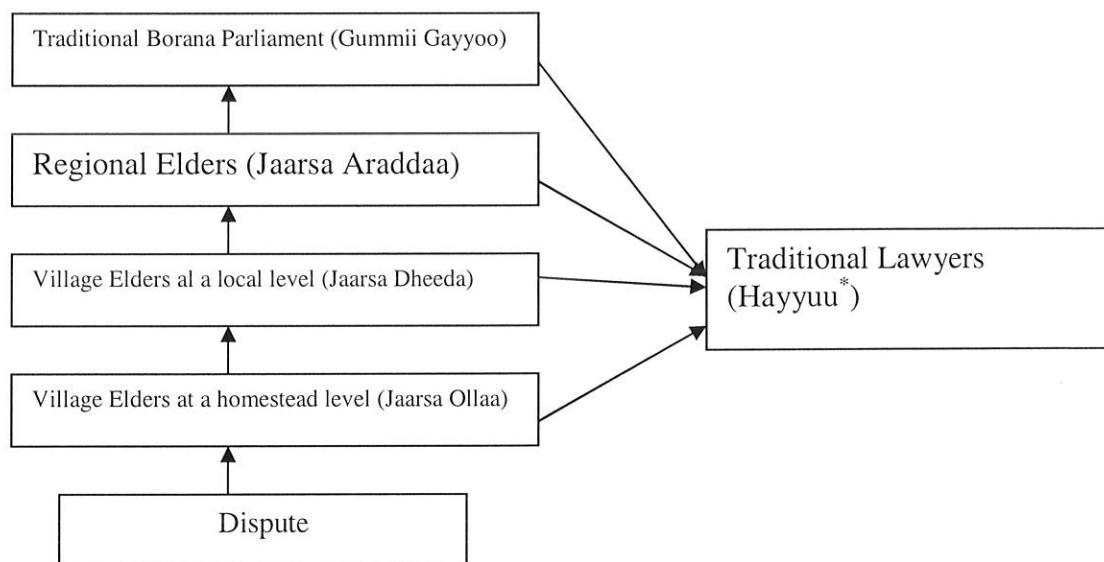 Traditional Borana Parliament (Gummii Gayyoo)
Regional Elders (Jaarsa Araddaa)
Village Elders al a local level (Jaarsa Dheeda)
Village Elders at a homestead level (Jaarsa Ollaa)
Dispute
Traditional Lawyers
(Hayyuu*)